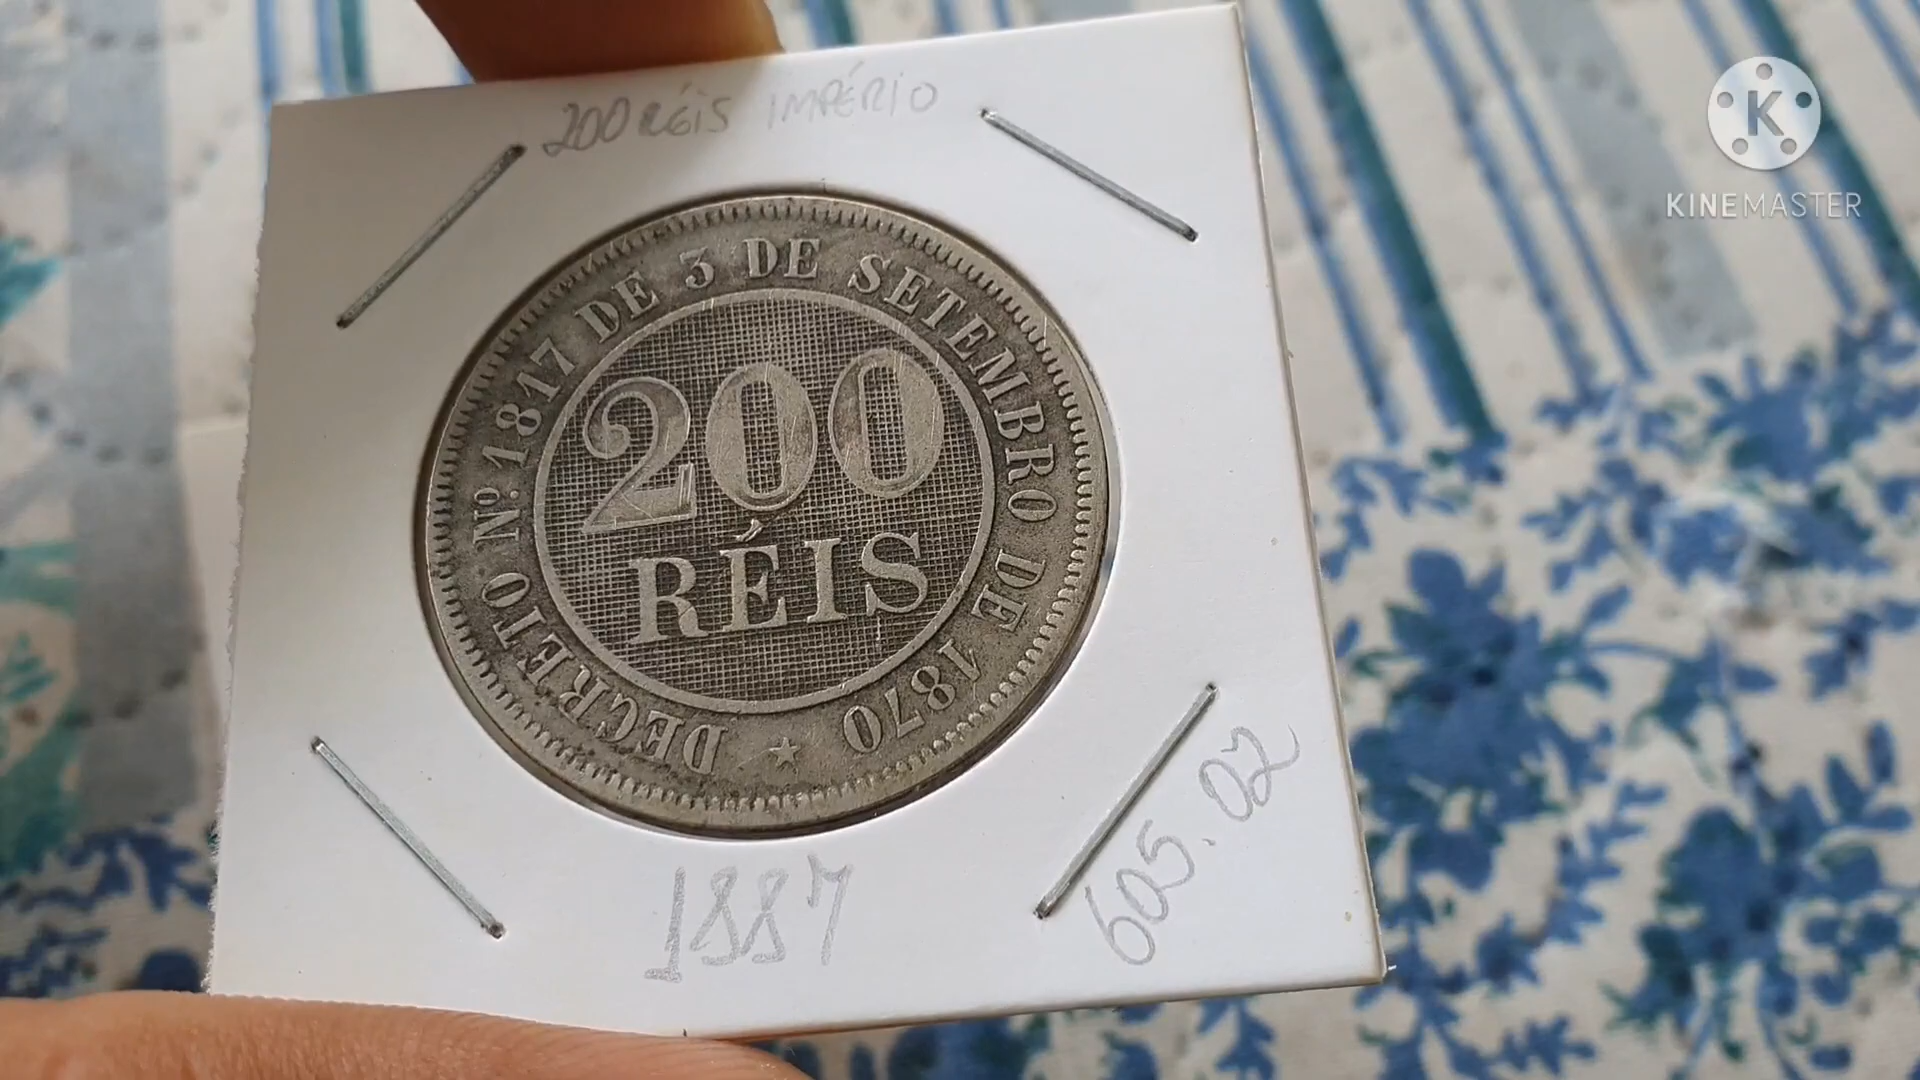 200 RÉIS IMPÉRIO
K
KINEMASTER
DECRETO Nº. 1817 DE 3 DE SETEMBRO DE 1870
200
RÉIS
1887
605.02